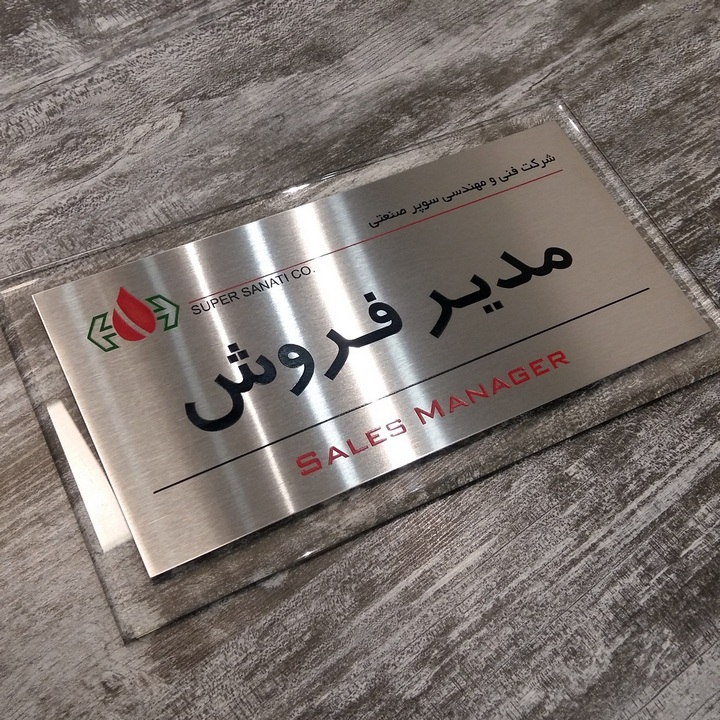 شرکت فنی و مهندسی سوپر صنعتی
SUPER SANATI CO.
مدیر فروش
SALES MANAGER